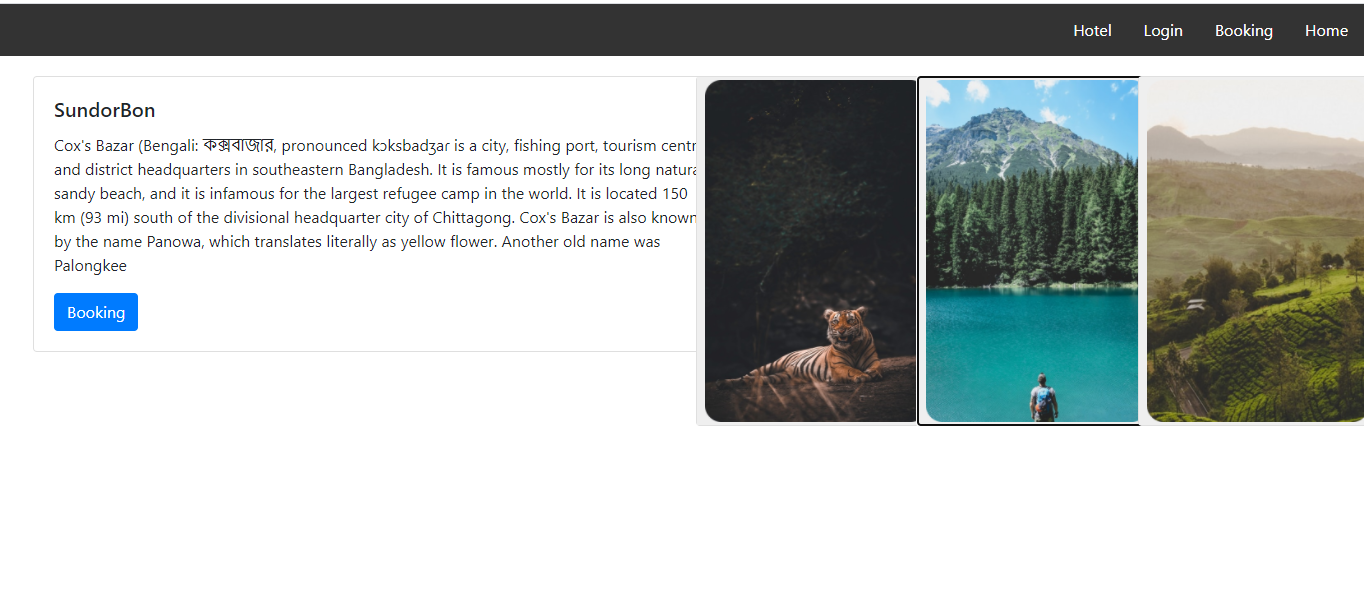 Hotel Login Booking Home
SundorBon
Cox's Bazar (Bengali: কক্সবাজার, pronounced kɔksbadʒaɾ is a city, fishing port, tourism centr
and district headquarters in southeastern Bangladesh. It is famous mostly for its long natura
sandy beach, and it is infamous for the largest refugee camp in the world. It is located 150
km (93 mi) south of the divisional headquarter city of Chittagong. Cox's Bazar is also known
by the name Panowa, which translates literally as yellow flower. Another old name was
Palongkee
Booking